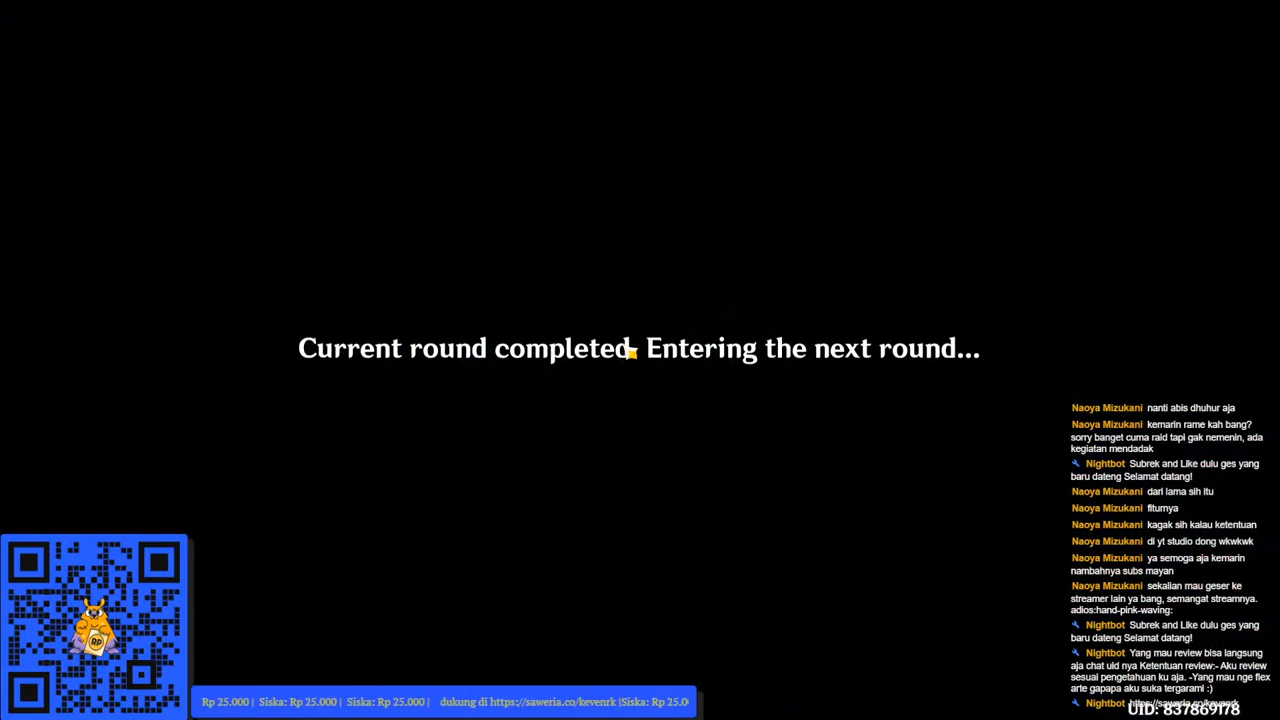 Current round completed. Entering the next round...
Naoya Mizukani nanti abis dhuhur aja
Naoya Mizukani kemarin rame kah bang?
sorry banget cuma raid tapi gak nemenin, ada
kegiatan mendadak
Nightbot Subrek and Like dulu ges yang
baru dateng Selamat datang!
Naoya Mizukani dari lama sih itu
Naoya Mizukani fiturnya
Naoya Mizukani kagak sih kalau ketentuan
Naoya Mizukani di yt studio dong wkwkwk
Naoya Mizukani ya semoga aja kemarin
nambahnya subs mayan
Naoya Mizukani sekalian mau geser ke
streamer lain ya bang, semangat streamnya.
adios:hand-pink-waving:
Nightbot Subrek and Like dulu ges yang
baru dateng Selamat datang!
Nightbot Yang mau review bisa langsung
aja chat uid nya Ketentuan review:- Aku review
sesuai pengetahuan ku aja. -Yang mau nge flex
arte gapapa aku suka tergaram! :)
Nightbot https://saweria.co/kevenrk
UID: 837869178
RP
Rp 25.000 | Siska: Rp 25.000 | Siska: Rp 25.000 | dukung di https://saweria.co/kevenrk |Siska: Rp 25.0